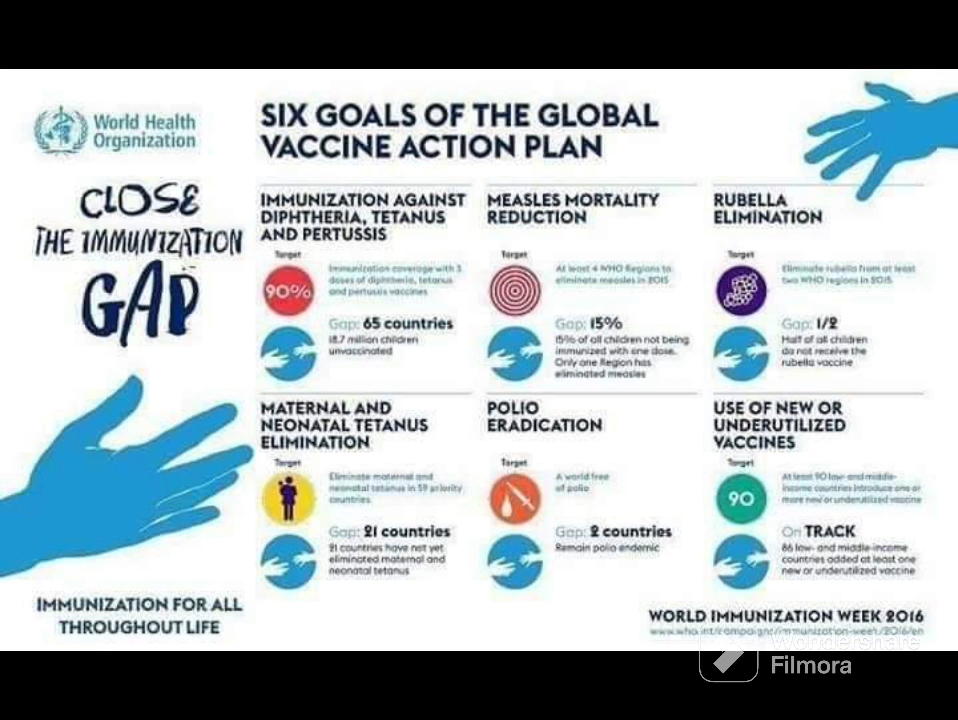 World Health
Organization
CLOSE
THE IMMUNIZATION
GAP
IMMUNIZATION FOR ALL
THROUGHOUT LIFE
SIX GOALS OF THE GLOBAL
VACCINE ACTION PLAN
IMMUNIZATION AGAINST
DIPHTHERIA, TETANUS
AND PERTUSSIS
Target
90%
Immunization coverage with 3
doses of diphtheria, tetanus
and pertussis vaccines
Gap: 65 countries
18.7 million children
unvaccinated
MEASLES MORTALITY
REDUCTION
Target
At least 4 WHO Regions to
eliminate measles in 2015
Gap: 15%
15% of all children not being
immunized with one dose.
Only one Region has
eliminated measles
RUBELLA
ELIMINATION
Target
Eliminate rubella from at least
two WHO regions in 2015
Gap: 1/2
Half of all children
do not receive the
rubella vaccine
MATERNAL AND
NEONATAL TETANUS
ELIMINATION
Target
Eliminate maternal and
neonatal tetanus in 59 priority
countries
Gap: 21 countries
21 countries have not yet
eliminated maternal and
neonatal tetanus
POLIO
ERADICATION
Target
A world free
of polio
Gap: 2 countries
Remain polio endemic
USE OF NEW OR
UNDERUTILIZED
VACCINES
Target
90
At least 90 low- and middle-
income countries introduce one or
more new or underutilized vaccine
On TRACK
86 low- and middle-income
countries added at least one
new or underutilized vaccine
WORLD IMMUNIZATION WEEK 2016
www.who.int/campaigns/immunization-week/2016/en
Wondershare
Filmora